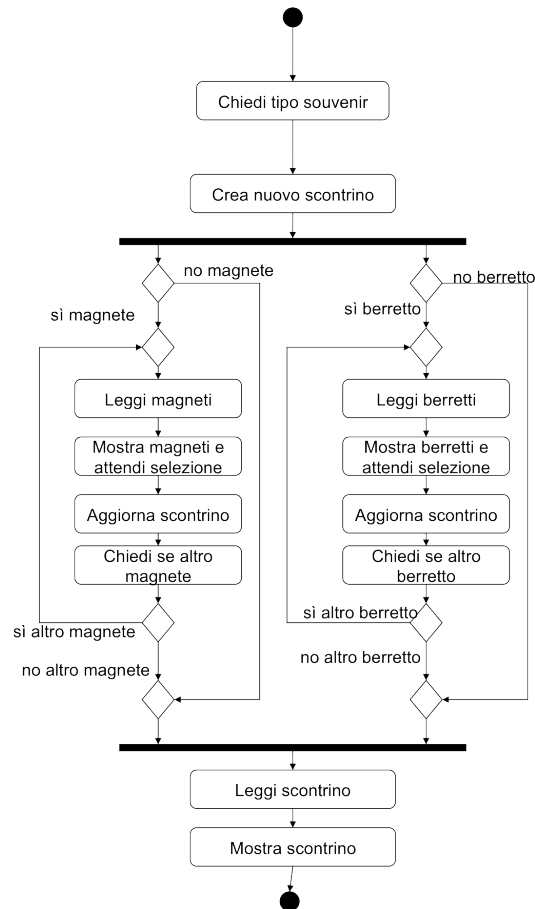 Chiedi tipo souvenir
Crea nuovo scontrino
no magnete
sì magnete
Leggi magneti
Mostra magneti e
attendi selezione
Aggiorna scontrino
Chiedi se altro
magnete
sì altro magnete
no altro magnete
no berretto
sì berretto
Leggi berretti
Mostra berretti e
attendi selezione
Aggiorna scontrino
Chiedi se altro
berretto
sì altro berretto
no altro berretto
Leggi scontrino
Mostra scontrino